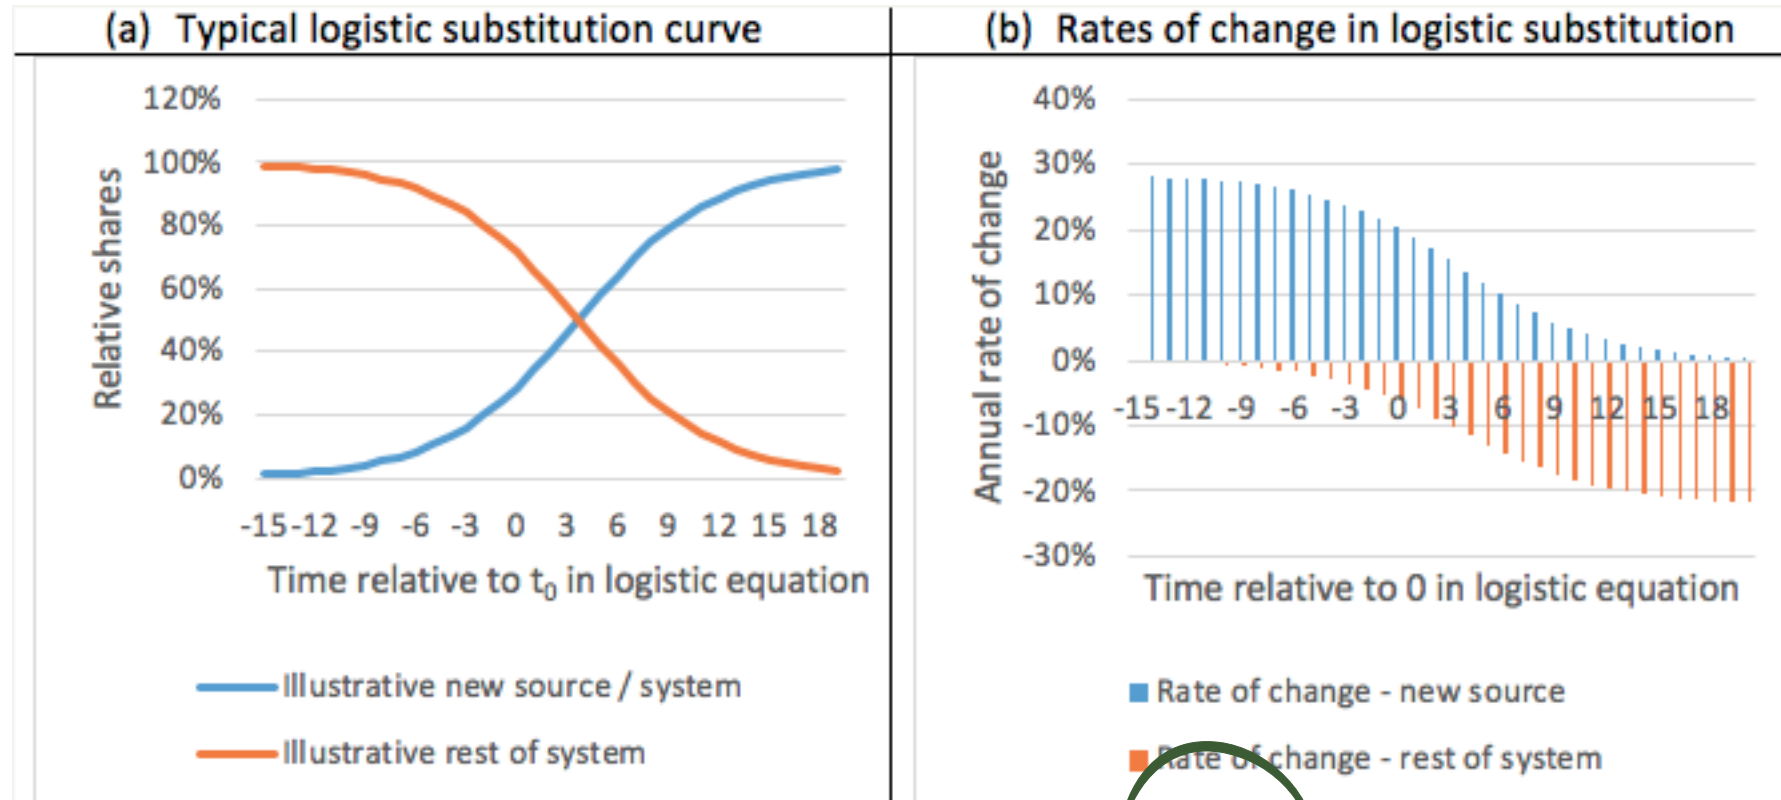 (a) Typical logistic substitution curve
120%
100%
80%
60%
40%
20%
0%
Relative shares
-15 -12 -9 -6 -3 0 3 6 9 12 15 18
Time relative to t₀ in logistic equation
Illustrative new source / system
Illustrative rest of system
(b) Rates of change in logistic substitution
40%
30%
20%
10%
0%
-10%
-20%
-30%
Annual rate of change
-15 -12 -9 -6 -3 0 3 6 9 12 15 18
Time relative to 0 in logistic equation
Rate of change - new source
Rate of change - rest of system